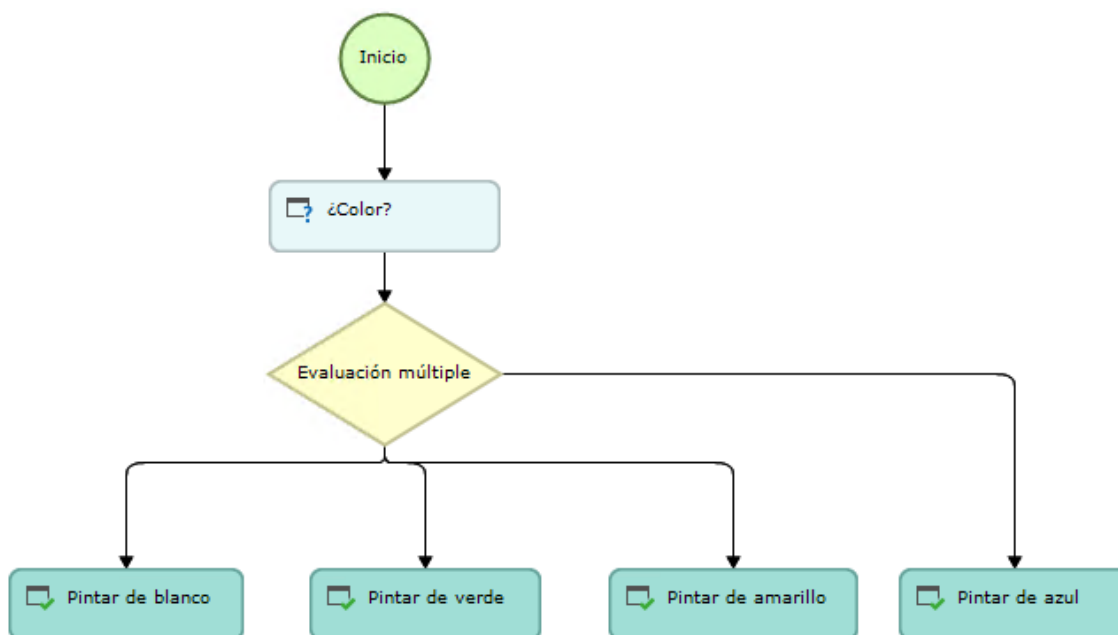 Inicio
¿Color?
Evaluación múltiple
Pintar de blanco
Pintar de verde
Pintar de amarillo
Pintar de azul